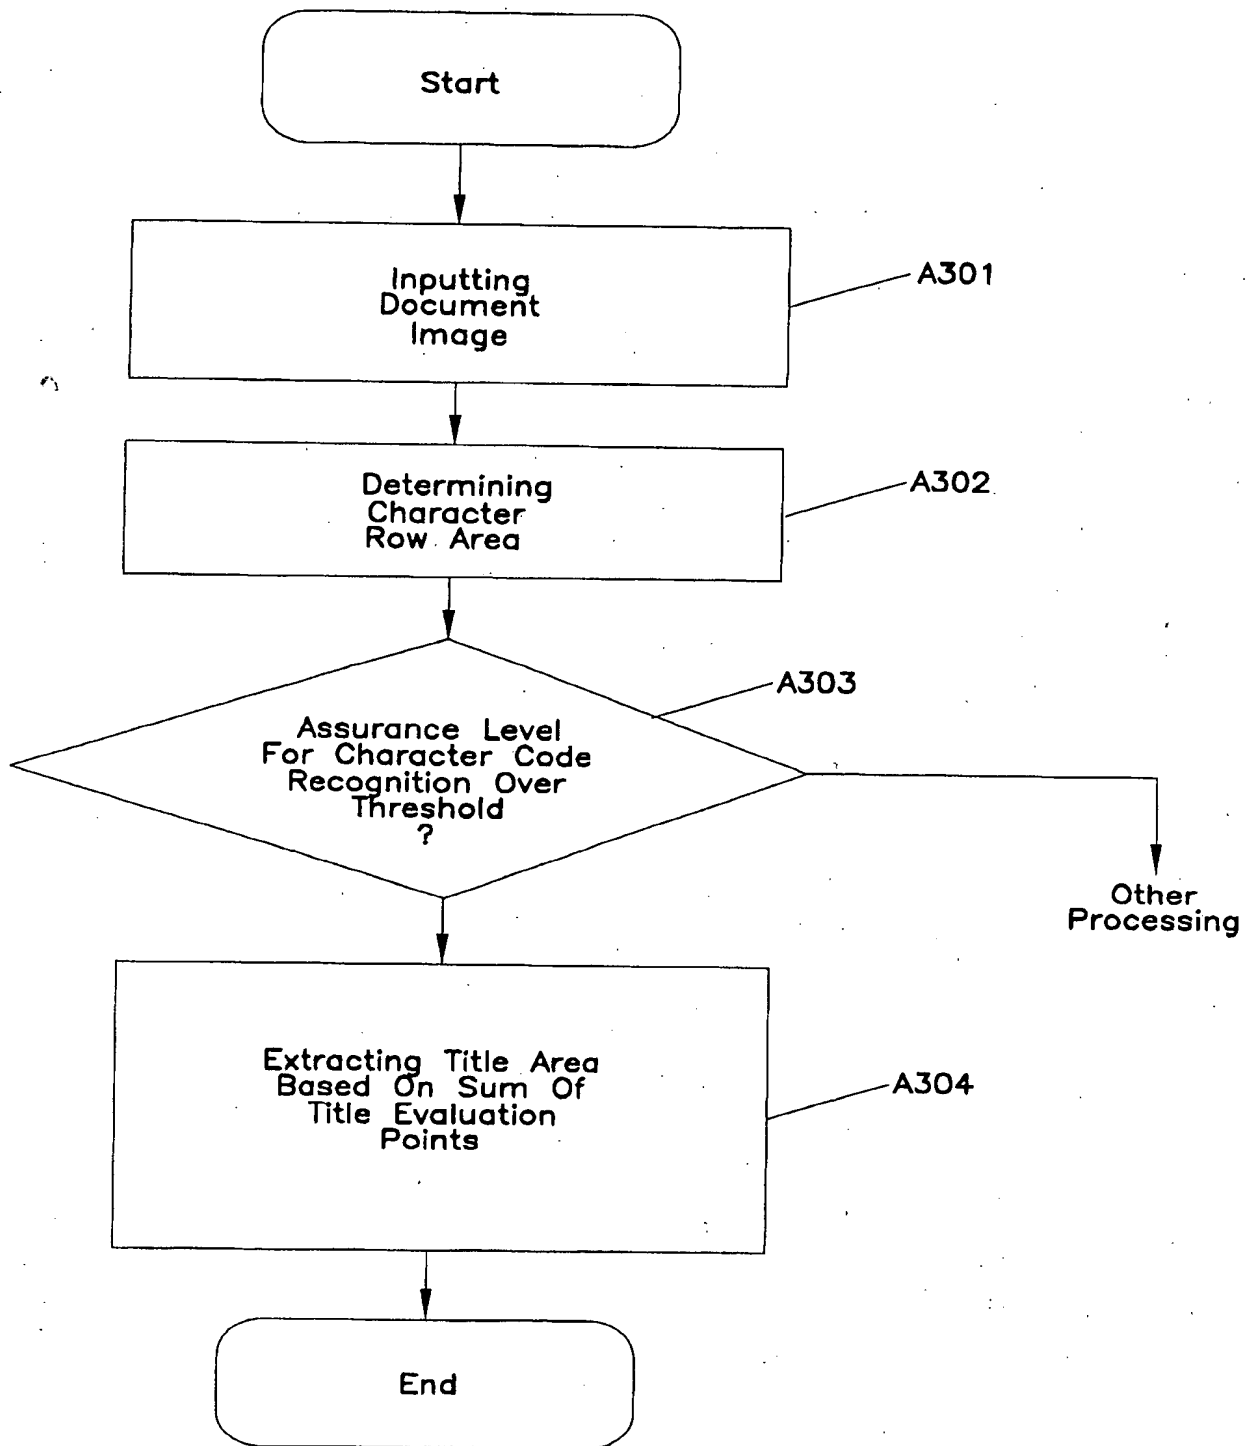 Start
Inputting
Document
Image
A301
Determining
Character
Row Area
A302
Assurance Level
For Character Code
Recognition Over
Threshold
?
A303
Other
Processing
Extracting Title Area
Based On Sum Of
Title Evaluation
Points
A304
End